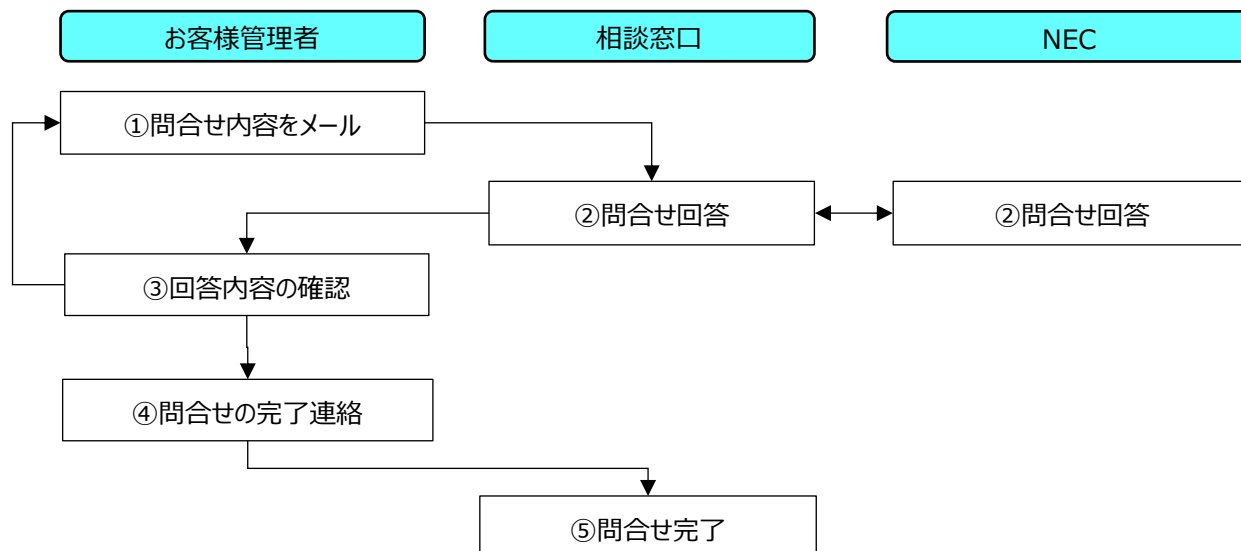 お客様管理者
相談窓口
NEC
①問合せ内容をメール
②問合せ回答
②問合せ回答
③回答内容の確認
④問合せの完了連絡
⑤問合せ完了